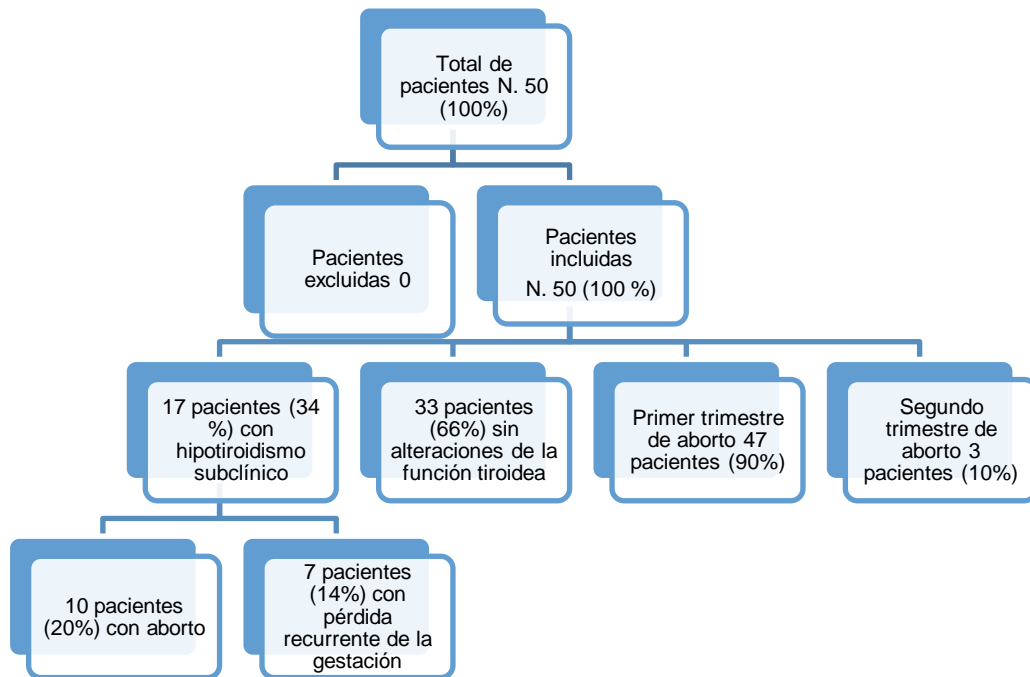 Total de
pacientes N. 50
(100%)
Pacientes
excluidas 0
Pacientes
incluidas
N. 50 (100 %)
17 pacientes (34
%) con
hipotiroidismo
subclínico
33 pacientes
(66%) sin
alteraciones de la
función tiroidea
Primer trimestre
de aborto 47
pacientes (90%)
Segundo
trimestre de
aborto 3
pacientes (10%)
10 pacientes
(20%) con aborto
7 pacientes
(14%) con
pérdida
recurrente de la
gestación